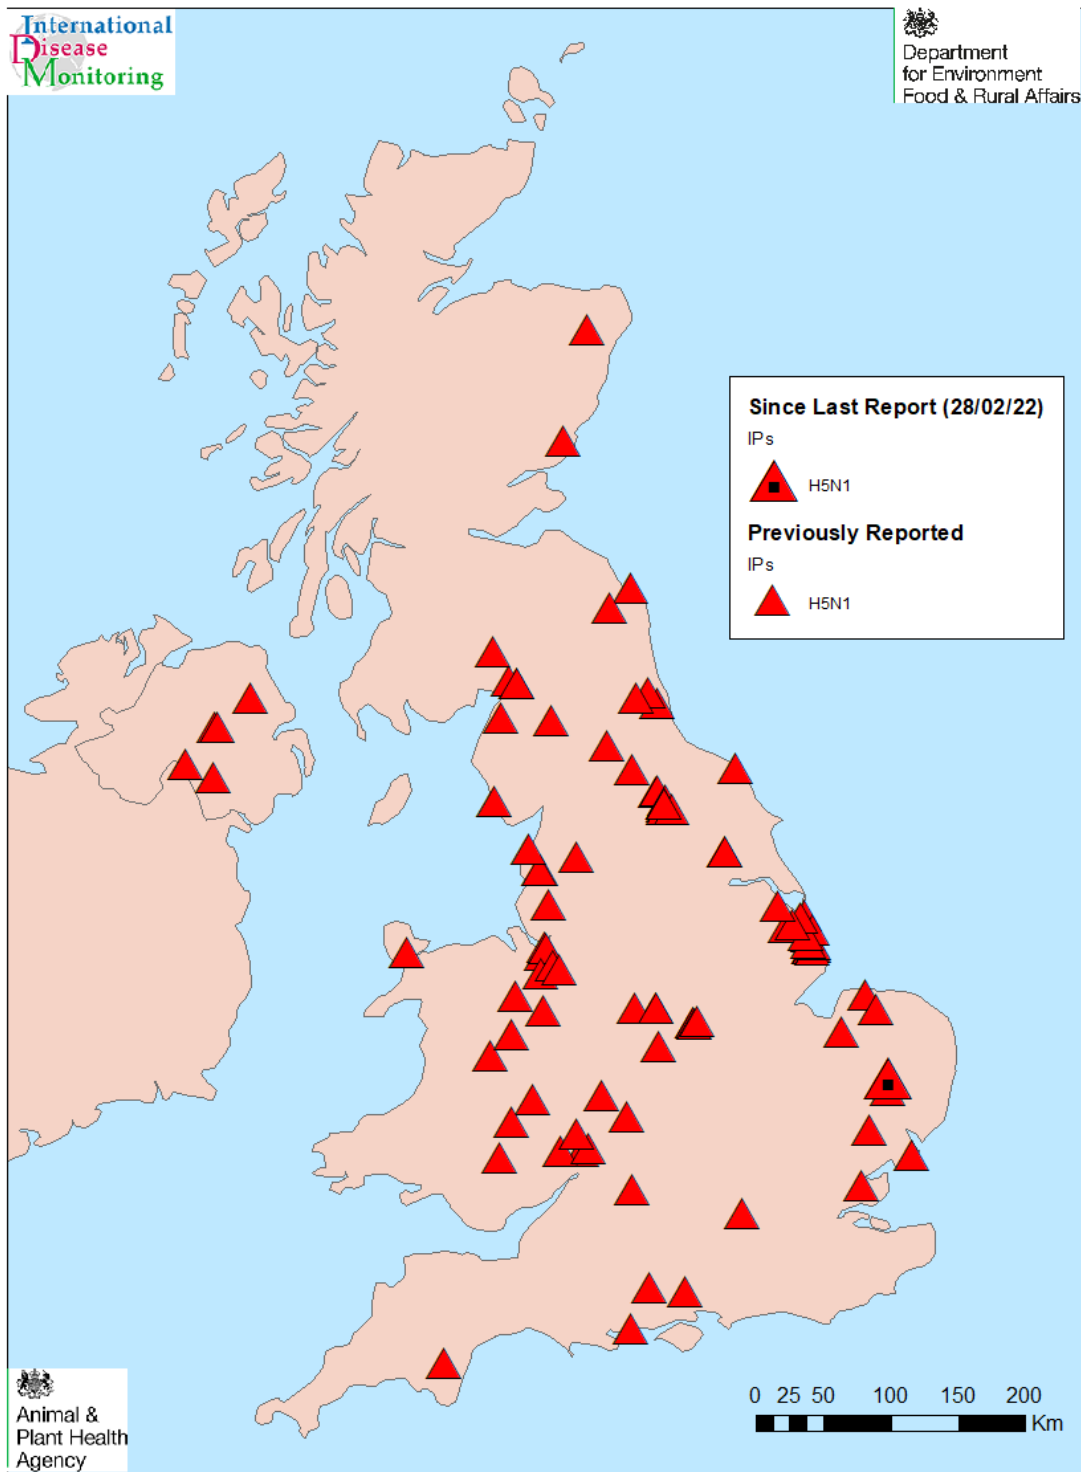 International
Disease
Monitoring
Department
for Environment
Food & Rural Affairs
Since Last Report (28/02/22)
IPs
H5N1
Previously Reported
IPs
H5N1
0 25 50 100 150 200
Km
Animal &
Plant Health
Agency